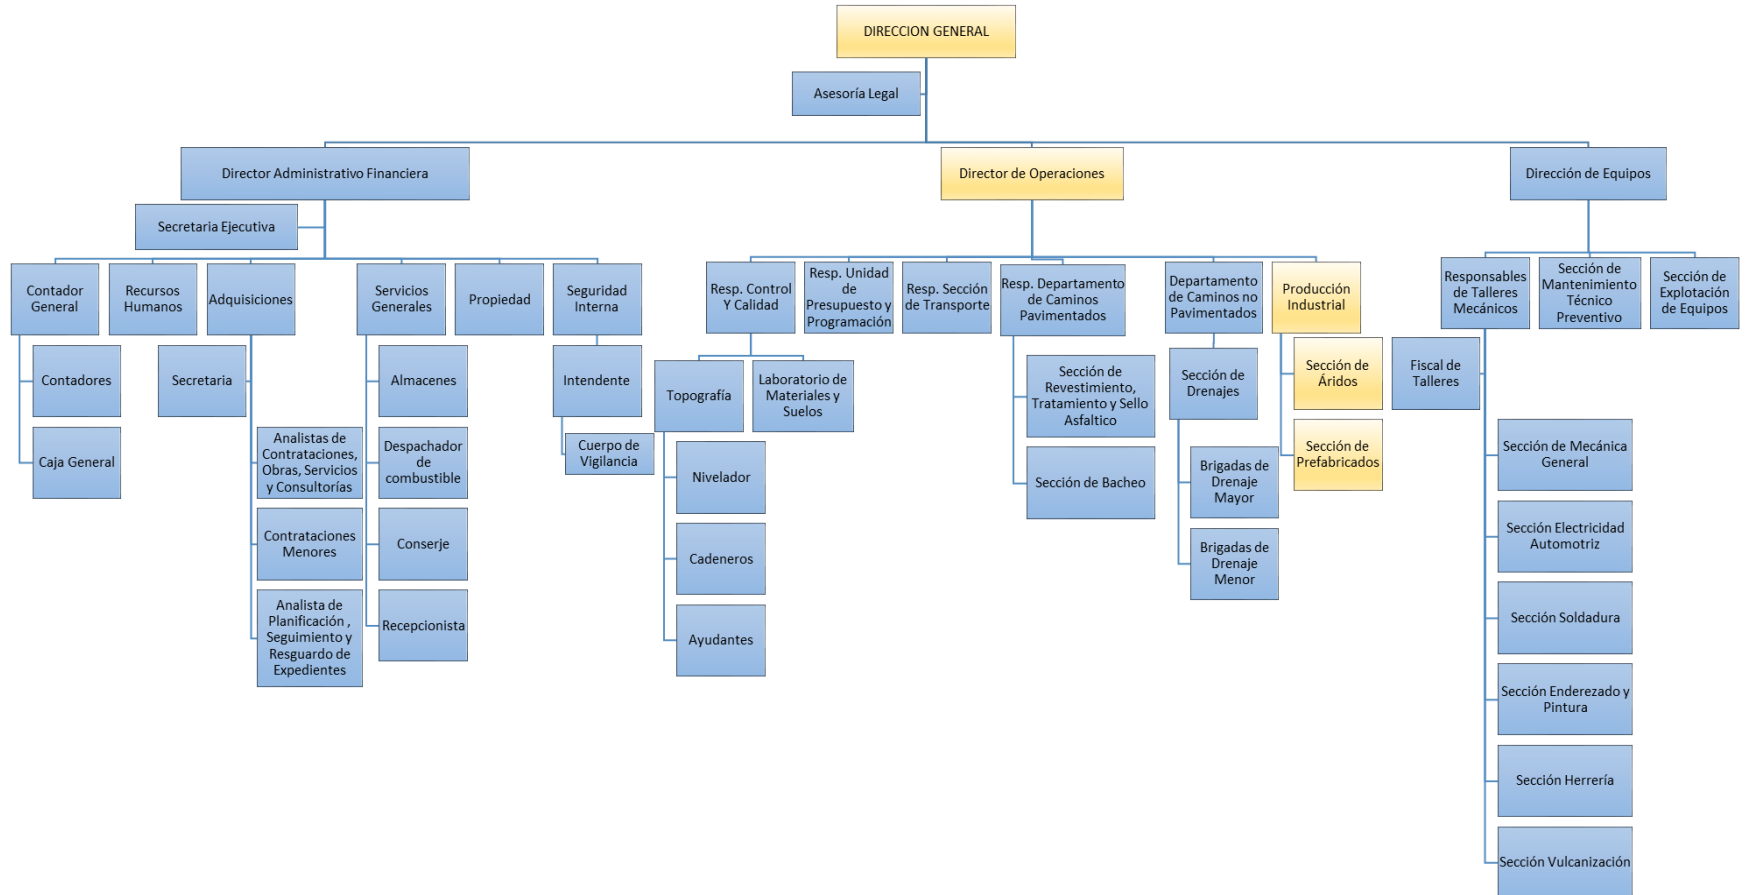 DIRECCION GENERAL
Asesoría Legal
Director Administrativo Financiera
Director de Operaciones
Dirección de Equipos
Secretaria Ejecutiva
Contador
General
Recursos
Humanos
Adquisiciones
Servicios
Generales
Propiedad
Seguridad
Interna
Resp. Control
Y Calidad
Resp. Unidad
de
Presupuesto y
Programación
Resp. Sección
de Transporte
Resp. Departamento
de Caminos
Pavimentados
Departamento
de Caminos no
Pavimentados
Producción
Industrial
Responsables
de Talleres
Mecánicos
Sección de
Mantenimiento
Técnico
Preventivo
Sección de
Explotación
de Equipos
Contadores
Caja General
Secretaria
Analistas de
Contrataciones,
Obras, Servicios
y Consultorías
Contrataciones
Menores
Analista de
Planificación ,
Seguimiento y
Resguardo de
Expedientes
Almacenes
Despachador
de
combustible
Conserje
Recepcionista
Intendente
Cuerpo de
Vigilancia
Topografía
Laboratorio de
Materiales y
Suelos
Nivelador
Cadeneros
Ayudantes
Sección de
Revestimiento,
Tratamiento y Sello
Asfaltico
Sección de Bacheo
Sección de
Drenajes
Brigadas de
Drenaje
Mayor
Brigadas de
Drenaje
Menor
Sección de
Áridos
Sección de
Prefabricados
Fiscal de
Talleres
Sección de Mecánica
General
Sección Electricidad
Automotriz
Sección Soldadura
Sección Enderezado y
Pintura
Sección Herrería
Sección Vulcanización